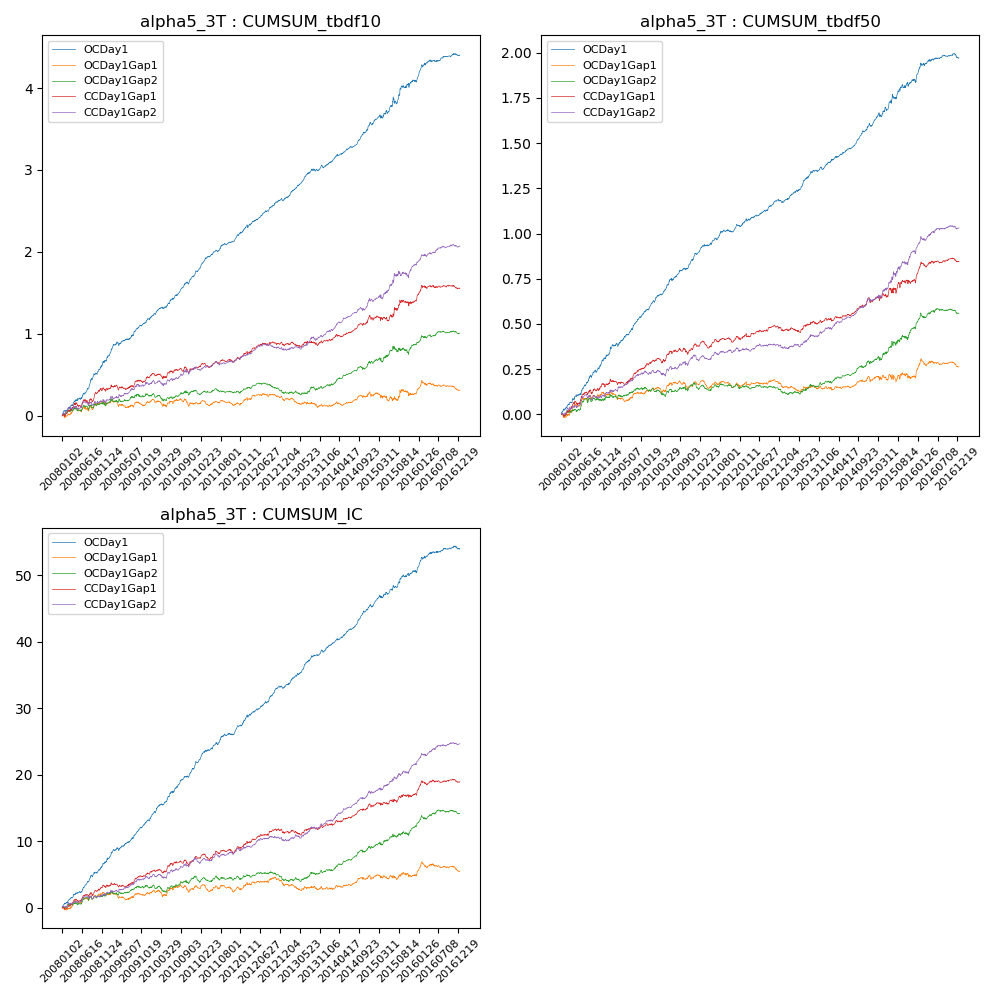 alpha5_3T : CUMSUM_tbdf10
OCDay1
OCDay1Gap1
OCDay1Gap2
CCDay1Gap1
CCDay1Gap2
4
3
2
1
0
20080102 20080616 20081124 20090507 20091019 20100329 20100903 20110223 20110801 20120111 20120627 20121204 20130523 20131106 20140417 20140923 20150311 20150814 20160126 20160708 20161219
alpha5_3T : CUMSUM_tbdf50
OCDay1
OCDay1Gap1
OCDay1Gap2
CCDay1Gap1
CCDay1Gap2
2.00
1.75
1.50
1.25
1.00
0.75
0.50
0.25
0.00
20080102 20080616 20081124 20090507 20091019 20100329 20100903 20110223 20110801 20120111 20120627 20121204 20130523 20131106 20140417 20140923 20150311 20150814 20160126 20160708 20161219
alpha5_3T : CUMSUM_IC
OCDay1
OCDay1Gap1
OCDay1Gap2
CCDay1Gap1
CCDay1Gap2
50
40
30
20
10
0
20080102 20080616 20081124 20090507 20091019 20100329 20100903 20110223 20110801 20120111 20120627 20121204 20130523 20131106 20140417 20140923 20150311 20150814 20160126 20160708 20161219